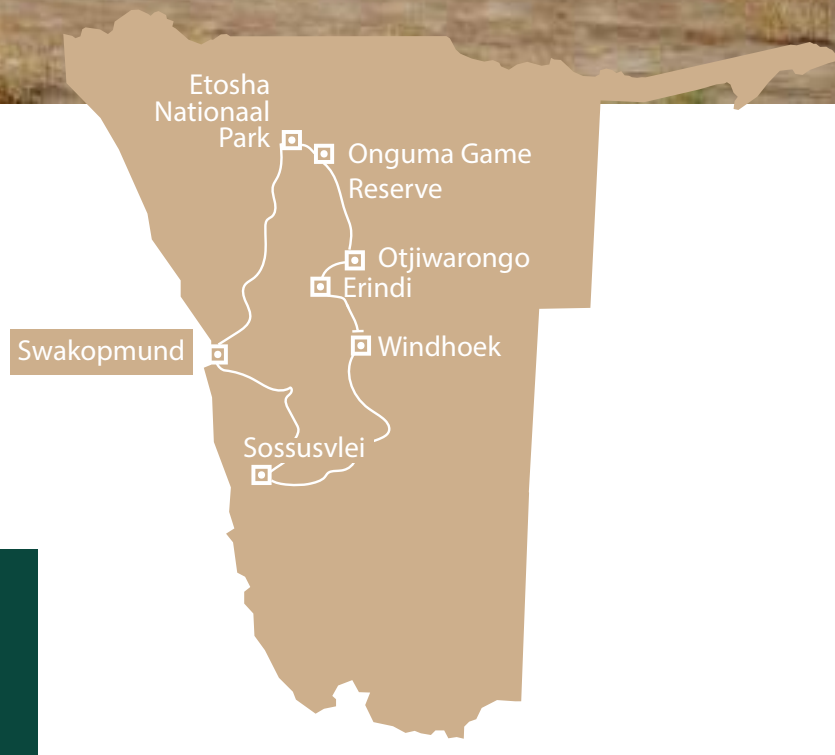 Etosha
Nationaal
Park
Onguma Game
Reserve
Otjiwarongo
Erindi
Swakopmund
Windhoek
Sossusvlei